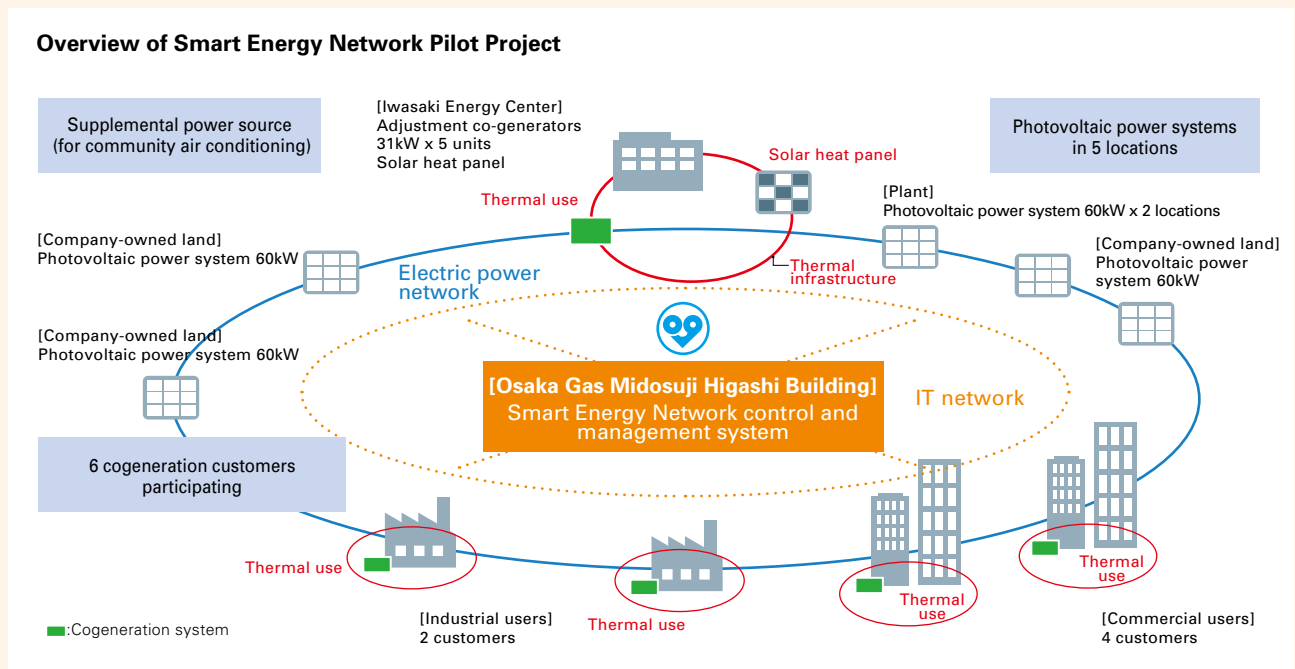 Overview of Smart Energy Network Pilot Project
Supplemental power source
(for community air conditioning)
[Iwasaki Energy Center]
Adjustment co-generators
31kW x 5 units
Solar heat panel
Photovoltaic power systems
in 5 locations
Solar heat panel
Thermal use
[Plant]
Photovoltaic power system 60kW x 2 locations
[Company-owned land]
Photovoltaic power system 60kW
[Company-owned land]
Photovoltaic power
system 60kW
Electric power
network
Thermal
infrastructure
[Company-owned land]
Photovoltaic power system 60kW
[Osaka Gas Midosuji Higashi Building]
Smart Energy Network control and
management system
IT network
6 cogeneration customers
participating
Thermal use
Thermal use
Thermal
use
Thermal
use
[Industrial users]
2 customers
[Commercial users]
4 customers
:Cogeneration system